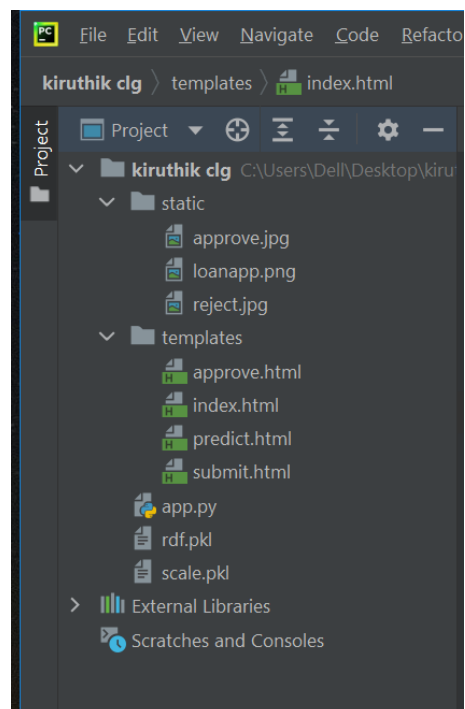 PC File Edit View Navigate Code Refacto
kiruthik clg templates index.html
Project Project
kiruthik clg C:\Users\Dell\Desktop\kiru
static
approve.jpg
loanapp.png
reject.jpg
templates
approve.html
index.html
predict.html
submit.html
app.py
rdf.pkl
scale.pkl
External Libraries
Scratches and Consoles